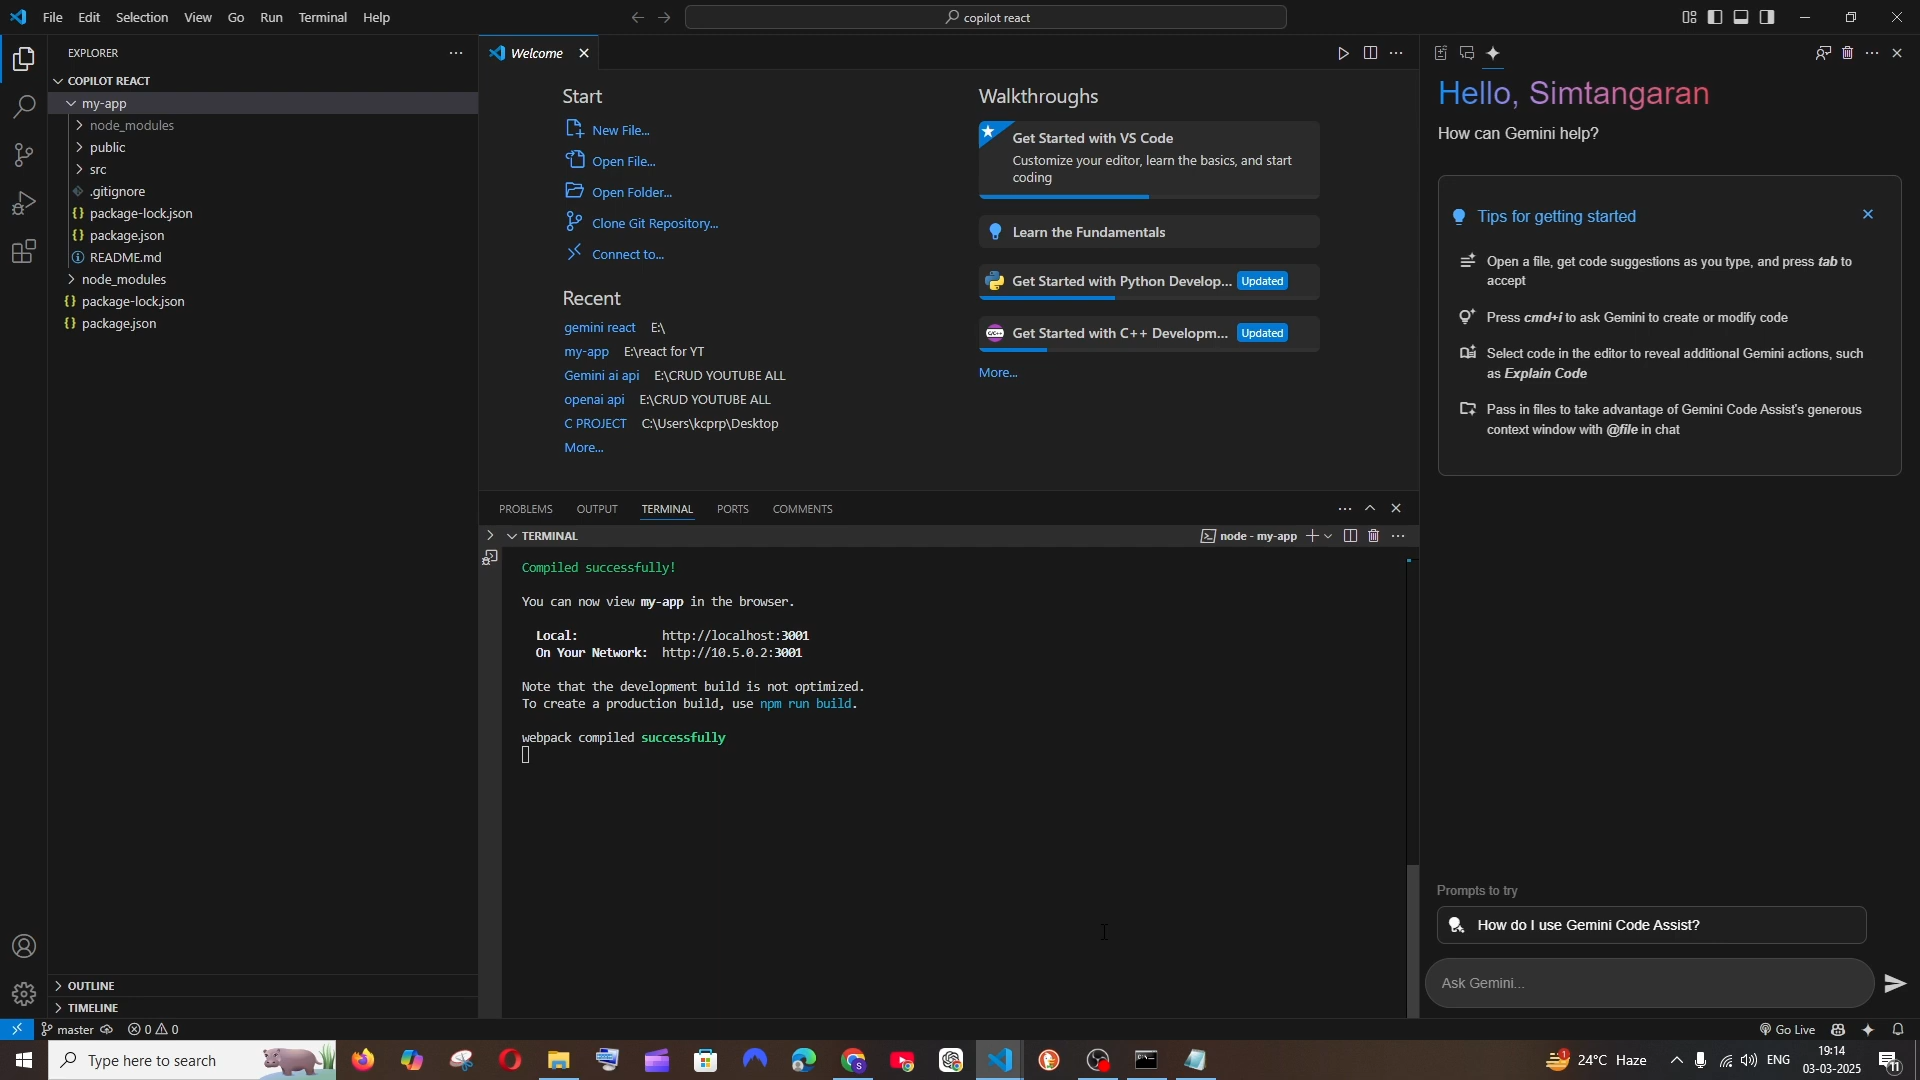 File Edit Selection View Go Run Terminal Help
copilot react
EXPLORER
COPILOT REACT
my-app
node_modules
public
src
.gitignore
package-lock.json
package.json
README.md
node_modules
package-lock.json
package.json
OUTLINE
TIMELINE
Welcome
Start
New File...
Open File...
Open Folder...
Clone Git Repository...
Connect to...
Recent
gemini react E:\
my-app E:\react for YT
Gemini ai api E:\CRUD YOUTUBE ALL
openai api E:\CRUD YOUTUBE ALL
C PROJECT C:\Users\kcprp\Desktop
More...
Walkthroughs
Get Started with VS Code
Customize your editor, learn the basics, and start
coding
Learn the Fundamentals
Get Started with Python Develop... Updated
Get Started with C++ Developm... Updated
More...
PROBLEMS OUTPUT TERMINAL PORTS COMMENTS
TERMINAL
node - my-app
Compiled successfully!
You can now view my-app in the browser.
Local: http://localhost:3001
On Your Network: http://10.5.0.2:3001
Note that the development build is not optimized.
To create a production build, use npm run build.
webpack compiled successfully
Hello, Simtangaran
How can Gemini help?
Tips for getting started
Open a file, get code suggestions as you type, and press tab to
accept
Press cmd+i to ask Gemini to create or modify code
Select code in the editor to reveal additional Gemini actions, such
as Explain Code
Pass in files to take advantage of Gemini Code Assist's generous
context window with @file in chat
Prompts to try
How do I use Gemini Code Assist?
Ask Gemini...
master
0 0
Go Live
Type here to search
1
24°C Haze
ENG
19:14
03-03-2025
11